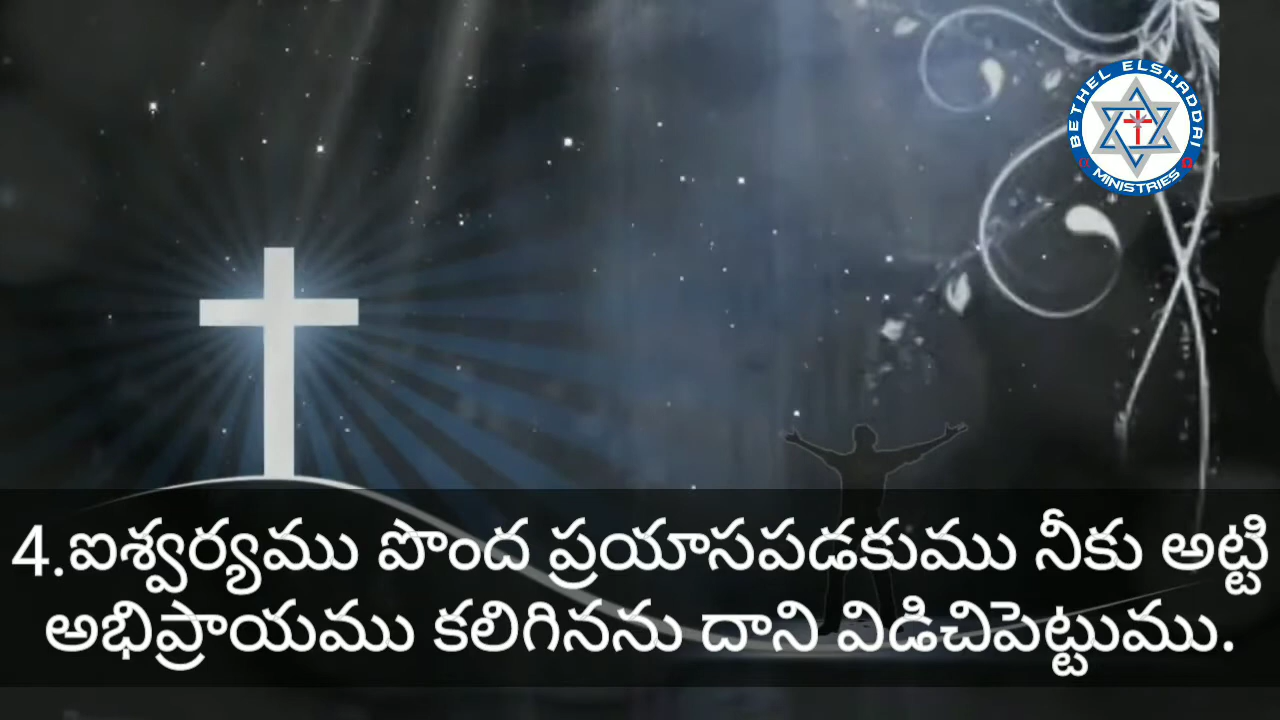 BETHEL ELSHADDAI
MINISTRIES
4.ఐశ్వర్యము పొంద ప్రయాసపడకుము నీకు అట్టి
అభిప్రాయము కలిగినను దాని విడిచిపెట్టుము.